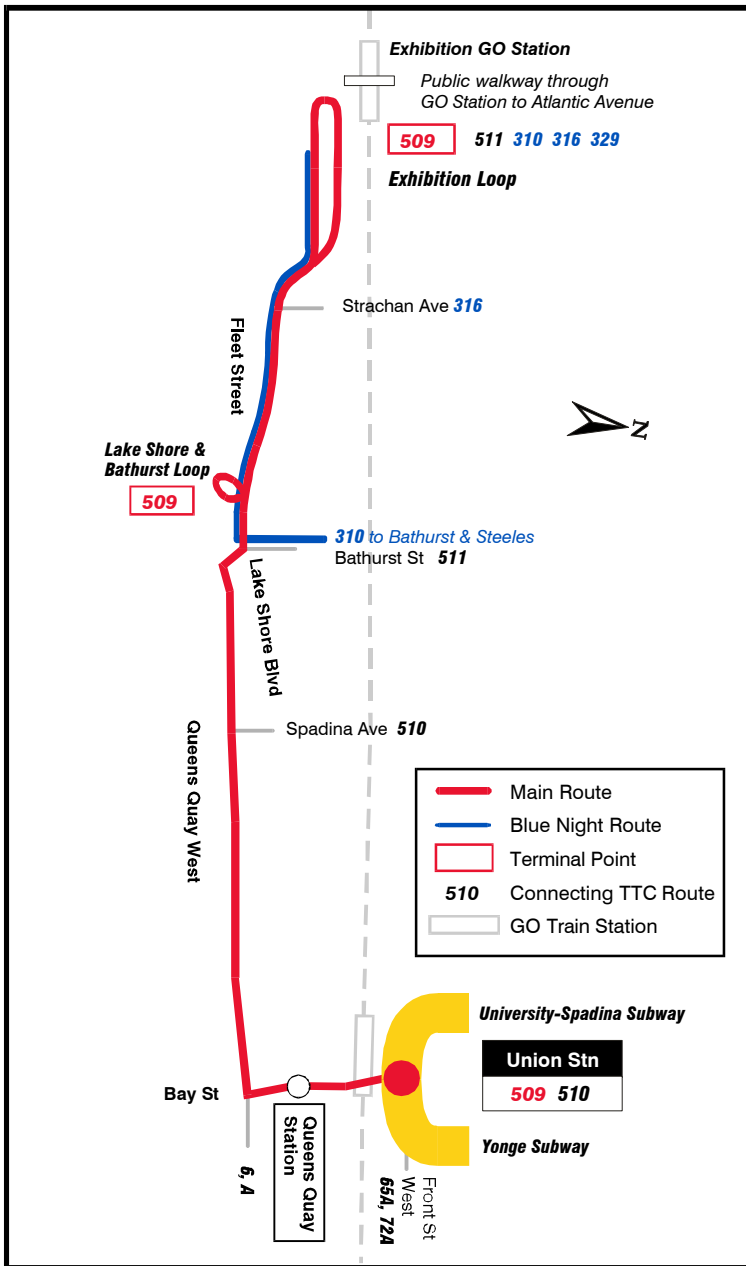 Exhibition GO Station
Public walkway through
GO Station to Atlantic Avenue
509 511 310 316 329
Exhibition Loop
Strachan Ave 316
Fleet Street
N
Lake Shore &
Bathurst Loop
509
310 to Bathurst & Steeles
Bathurst St 511
Lake Shore Blvd
Spadina Ave 510
Queens Quay West
Main Route
Blue Night Route
Terminal Point
510 Connecting TTC Route
GO Train Station
University-Spadina Subway
Union Stn
509 510
Bay St
Queens Quay
Station
Yonge Subway
6, A
Front St
West
65A, 72A